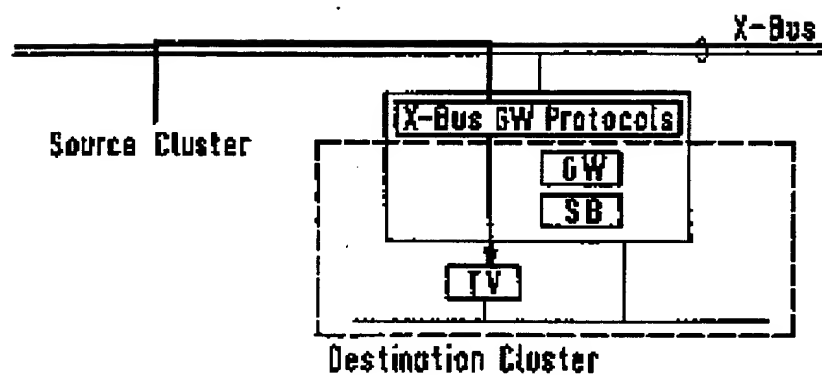 X-Bus
X-Bus GW Protocols
Source Cluster
GW
SB
TV
Destination Cluster